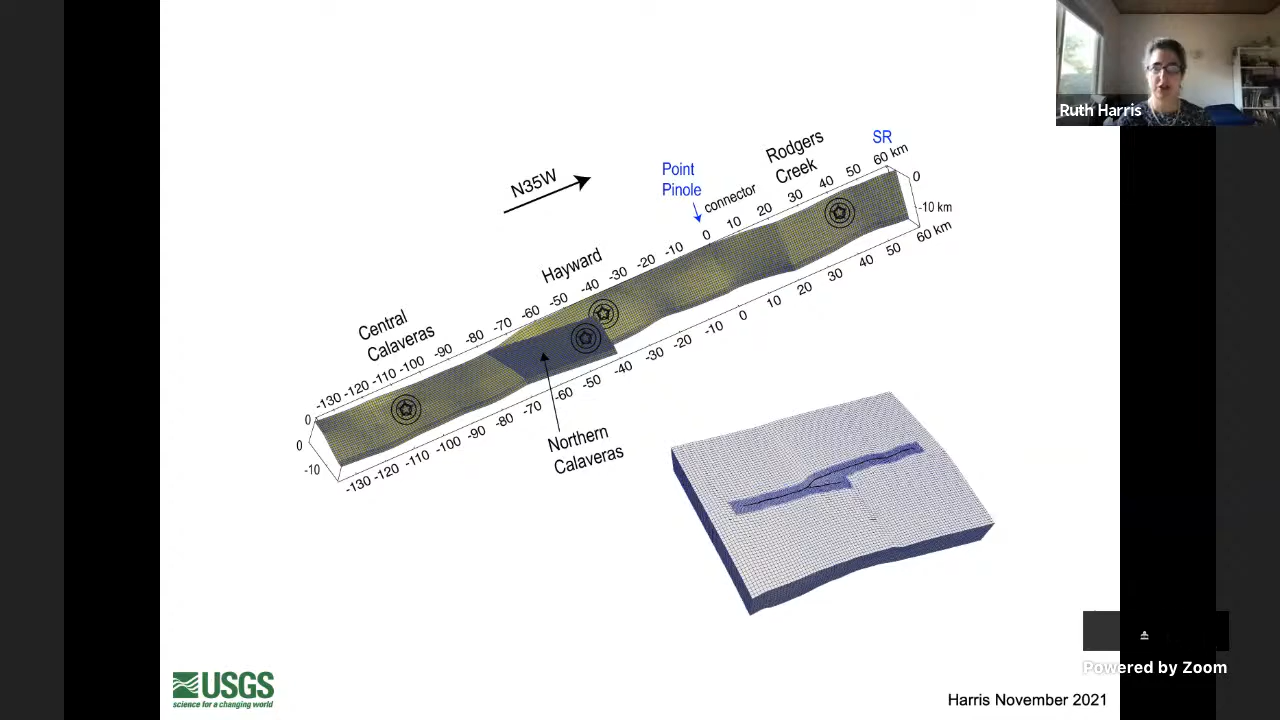 Ruth Harris
N35W
Point
Pinole
connector
Rodgers
Creek
SR
Hayward
Central
Calaveras
-130 -120 -110 -100 -90 -80 -70 -60 -50 -40 -30 -20 -10 0 10 20 30 40 50 60 km
0
-10 km
0
0
-10
-130 -120 -110 -100 -90 -80 -70 -60 -50 -40 -30 -20 -10 0 10 20 30 40 50 60 km
Northern
Calaveras
USGS
science for a changing world
Powered by Zoom
Harris November 2021